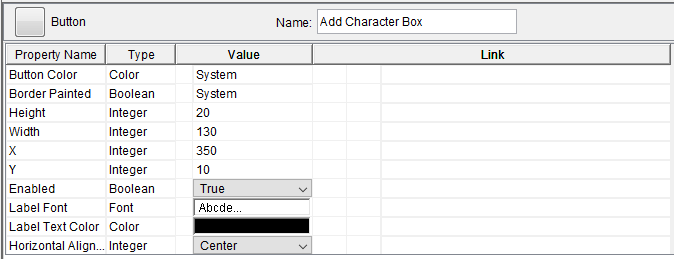 Button Name: Add Character Box
Property Name Type Value Link
Button Color Color System
Border Painted Boolean System
Height Integer 20
Width Integer 130
X Integer 350
Y Integer 10
Enabled Boolean True
Label Font Font Abcde...
Label Text Color Color
Horizontal Align... Integer Center